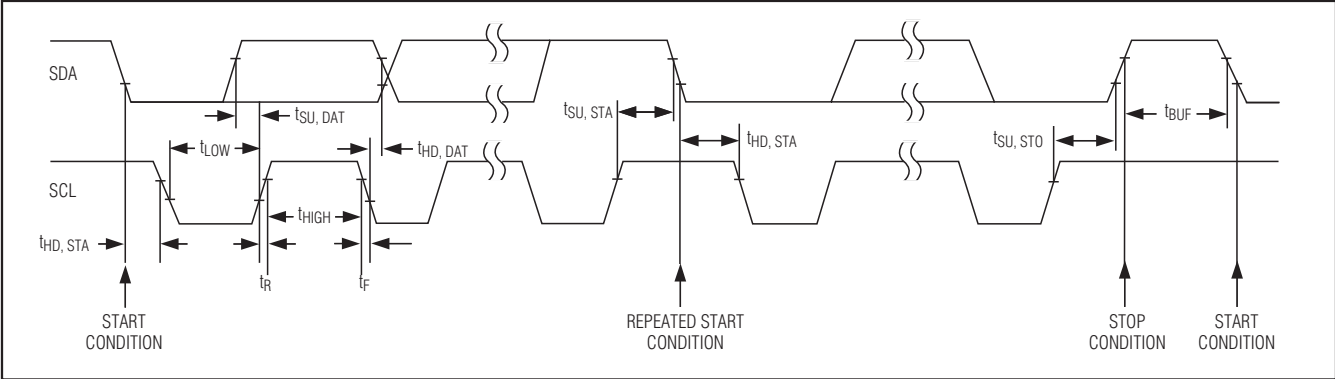 SDA
tSU, DAT
tSU, STA
tBUF
tLOW
tHD, DAT
tHD, STA
tSU, STO
SCL
tHIGH
tHD, STA
tR
tF
START
CONDITION
REPEATED START
CONDITION
STOP
CONDITION
START
CONDITION